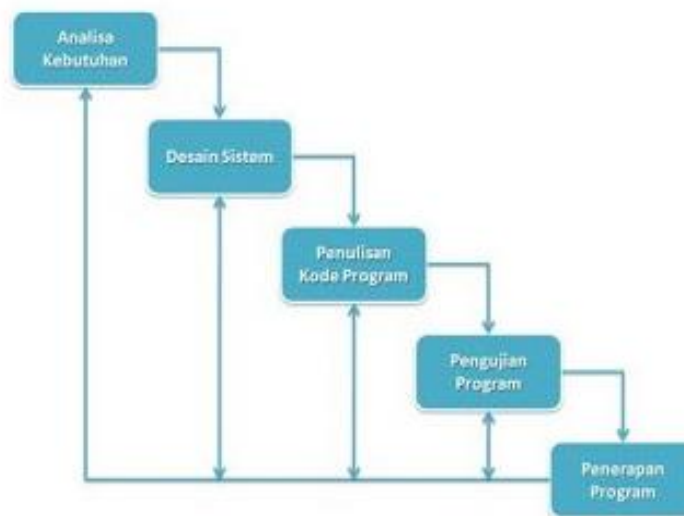 Analisa
Kebutuhan
Desain Sistem
Penulisan
Kode Program
Pengujian
Program
Penerapan
Program